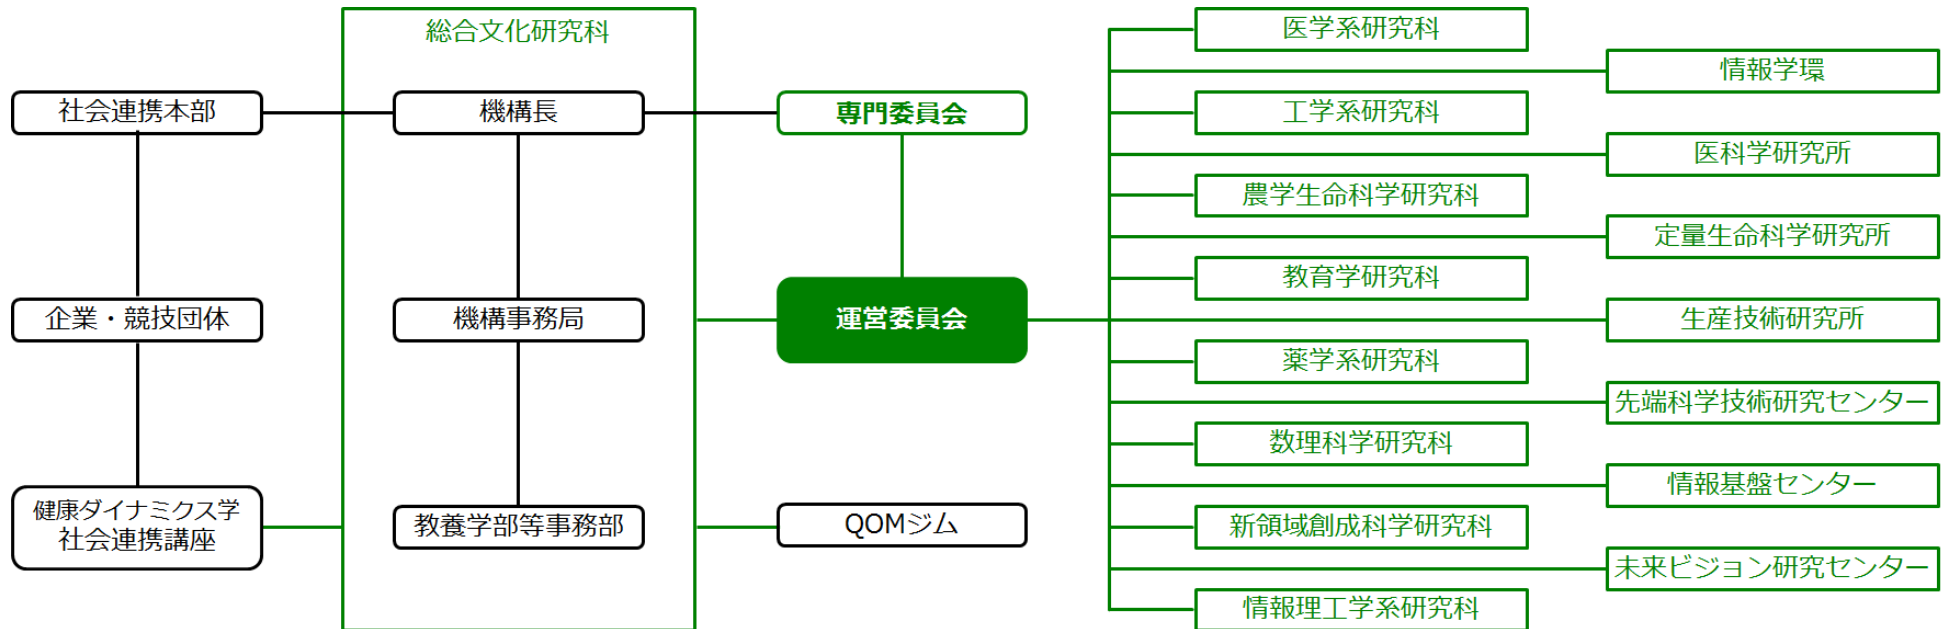 総合文化研究科
社会連携本部
機構長
専門委員会
企業・競技団体
機構事務局
運営委員会
健康ダイナミクス学
社会連携講座
教養学部等事務部
QOMジム
医学系研究科
情報学環
工学系研究科
医科学研究所
農学生命科学研究科
定量生命科学研究所
教育学研究科
生産技術研究所
薬学系研究科
先端科学技術研究センター
数理科学研究科
情報基盤センター
新領域創成科学研究科
未来ビジョン研究センター
情報理工学系研究科